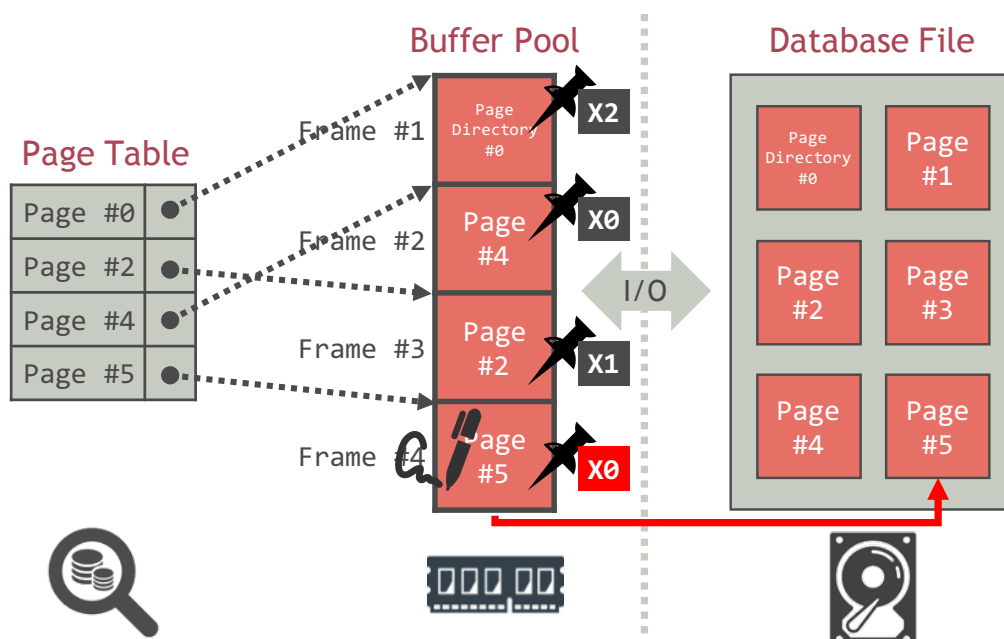 Buffer Pool
Database File
Page Table
Page #0
Page #2
Page #4
Page #5
Frame #1
Frame #2
Frame #3
Frame #4
Page
Directory
#0
X2
Page
#4
X0
Page
#2
X1
Page
#5
X0
I/O
Page
Directory
#0
Page
#1
Page
#2
Page
#3
Page
#4
Page
#5